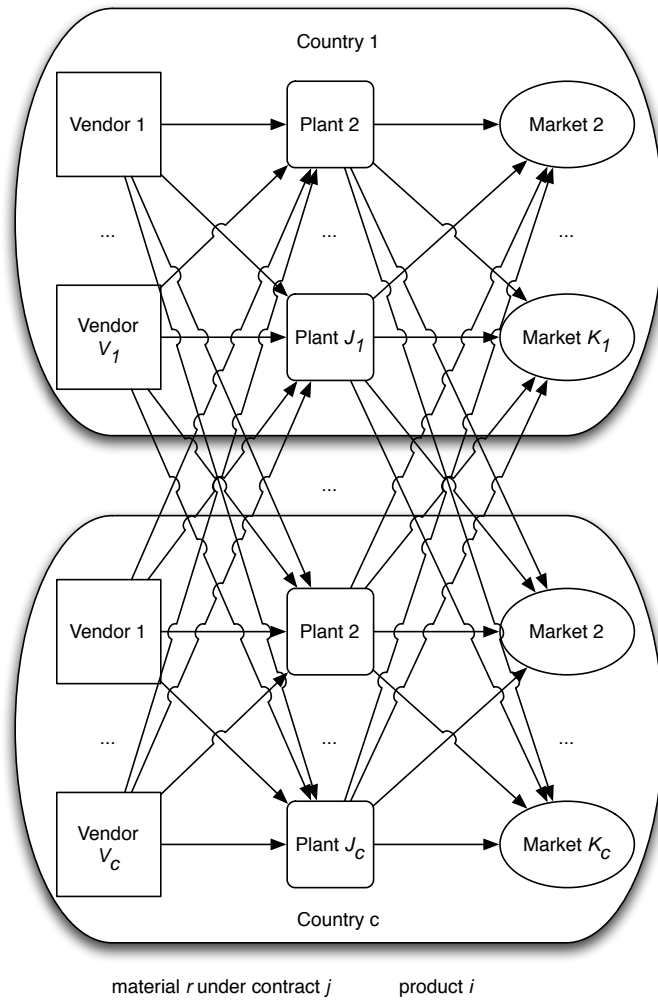 Country 1
Vendor 1
Plant 2
Market 2
...
...
...
Vendor
V1
Plant J1
Market K1
...
Vendor 1
Plant 2
Market 2
...
...
...
Vendor
Vc
Plant Jc
Market Kc
Country c
material r under contract j
product i